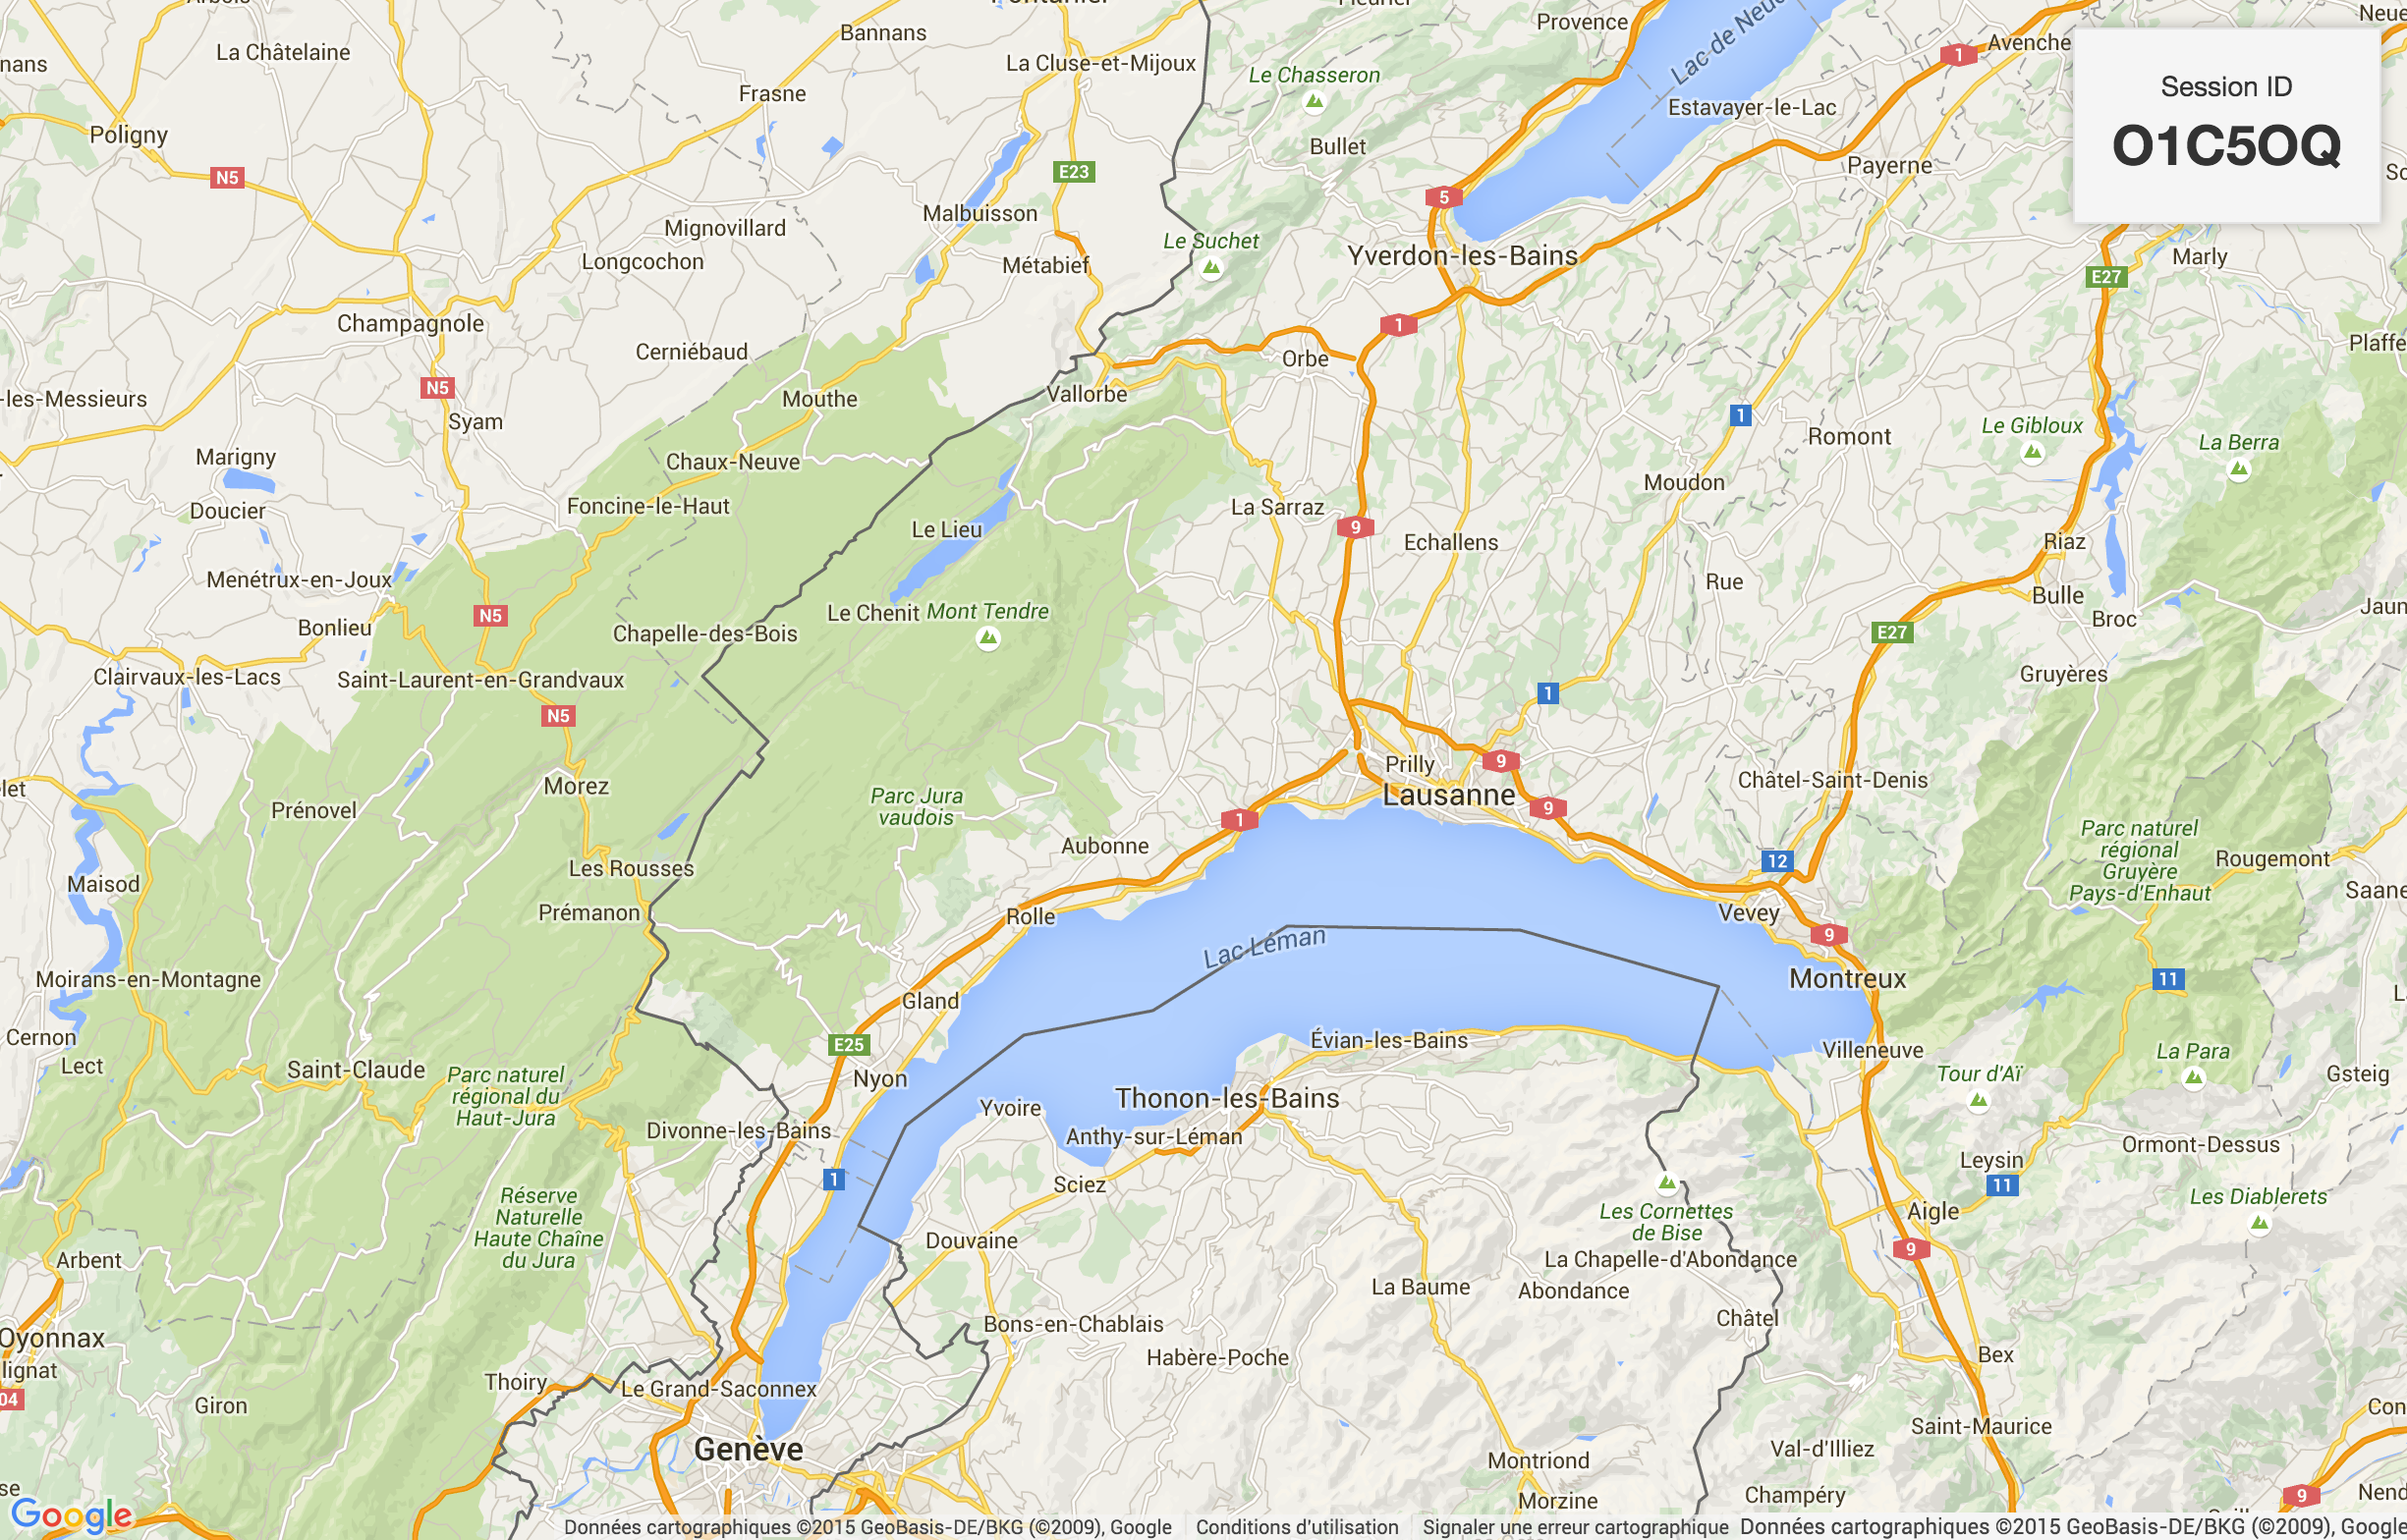 Provence
Avenche
La Châtelaine
Bannans
La Cluse-et-Mijoux
Le Chasseron
Lac de Neuc
1
Session ID
O1C5OQ
Frasne
Estavayer-le-Lac
Poligny
Bullet
Payerne
N5
E23
5
Malbuisson
Mignovillard
Le Suchet
Yverdon-les-Bains
Marly
Longcochon
Métabief
E27
Champagnole
1
Plaffe
Cerniébaud
Orbe
N5
Vallorbe
-les-Messieurs
Mouthe
Syam
1
Le Gibloux
Romont
La Berra
Marigny
Chaux-Neuve
Moudon
Doucier
Foncine-le-Haut
La Sarraz
Le Lieu
9
Echallens
Riaz
Menétrux-en-Joux
Rue
Bulle
N5
Le Chenit
Mont Tendre
Broc
Jaun
Bonlieu
Chapelle-des-Bois
E27
Clairvaux-les-Lacs
Saint-Laurent-en-Grandvaux
Gruyères
N5
1
Prilly
9
Morez
Châtel-Saint-Denis
Lausanne
Prénovel
Parc Jura
vaudois
1
9
Parc naturel
régional
Gruyère
Pays-d'Enhaut
Aubonne
12
Rougemont
Les Rousses
Maisod
Saane
Prémanon
Rolle
Vevey
Lac Léman
9
Moirans-en-Montagne
Montreux
11
Gland
Cernon
E25
Évian-les-Bains
Villeneuve
La Para
Lect
Saint-Claude
Nyon
Tour d'Aï
Gsteig
Parc naturel
régional du
Haut-Jura
Yvoire
Thonon-les-Bains
Divonne-les-Bains
Anthy-sur-Léman
Ormont-Dessus
Leysin
1
Sciez
11
Réserve
Naturelle
Haute Chaîne
du Jura
Les Cornettes
de Bise
Les Diablerets
Aigle
Douvaine
9
Arbent
La Chapelle-d'Abondance
La Baume
Abondance
Oyonnax
Bons-en-Chablais
Châtel
lignat
Habère-Poche
Bex
Thoiry
Le Grand-Saconnex
04
Giron
Saint-Maurice
Genève
Val-d'Illiez
Montriond
Champéry
9
Nend
Morzine
Google
Données cartographiques ©2015 GeoBasis-DE/BKG (©2009), Google
Conditions d'utilisation
Signaler une erreur cartographique
Données cartographiques ©2015 GeoBasis-DE/BKG (©2009), Googl